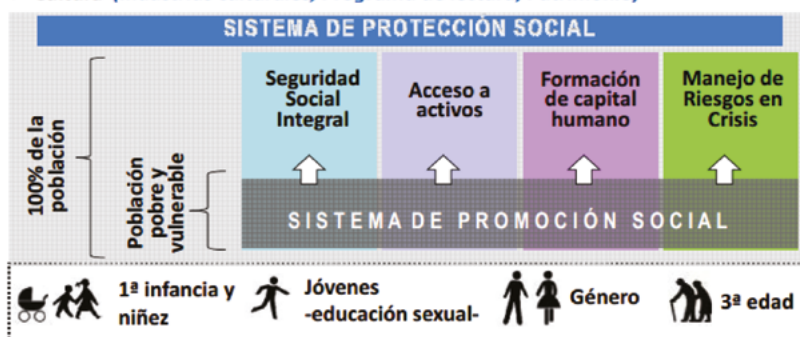 SISTEMA DE PROTECCIÓN SOCIAL
100% de la
población
Población
pobre y
vulnerable
Seguridad
Social
Integral
Acceso a
activos
Formación
de capital
humano
Manejo de
Riesgos en
Crisis
SISTEMA DE PROMOCIÓN SOCIAL
1ª infancia y
niñez
Jóvenes
-educación sexual-
Género
3ª edad